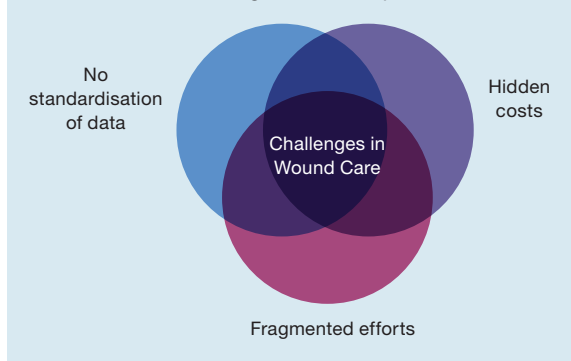 No
standardisation
of data
Hidden
costs
Challenges in
Wound Care
Fragmented efforts